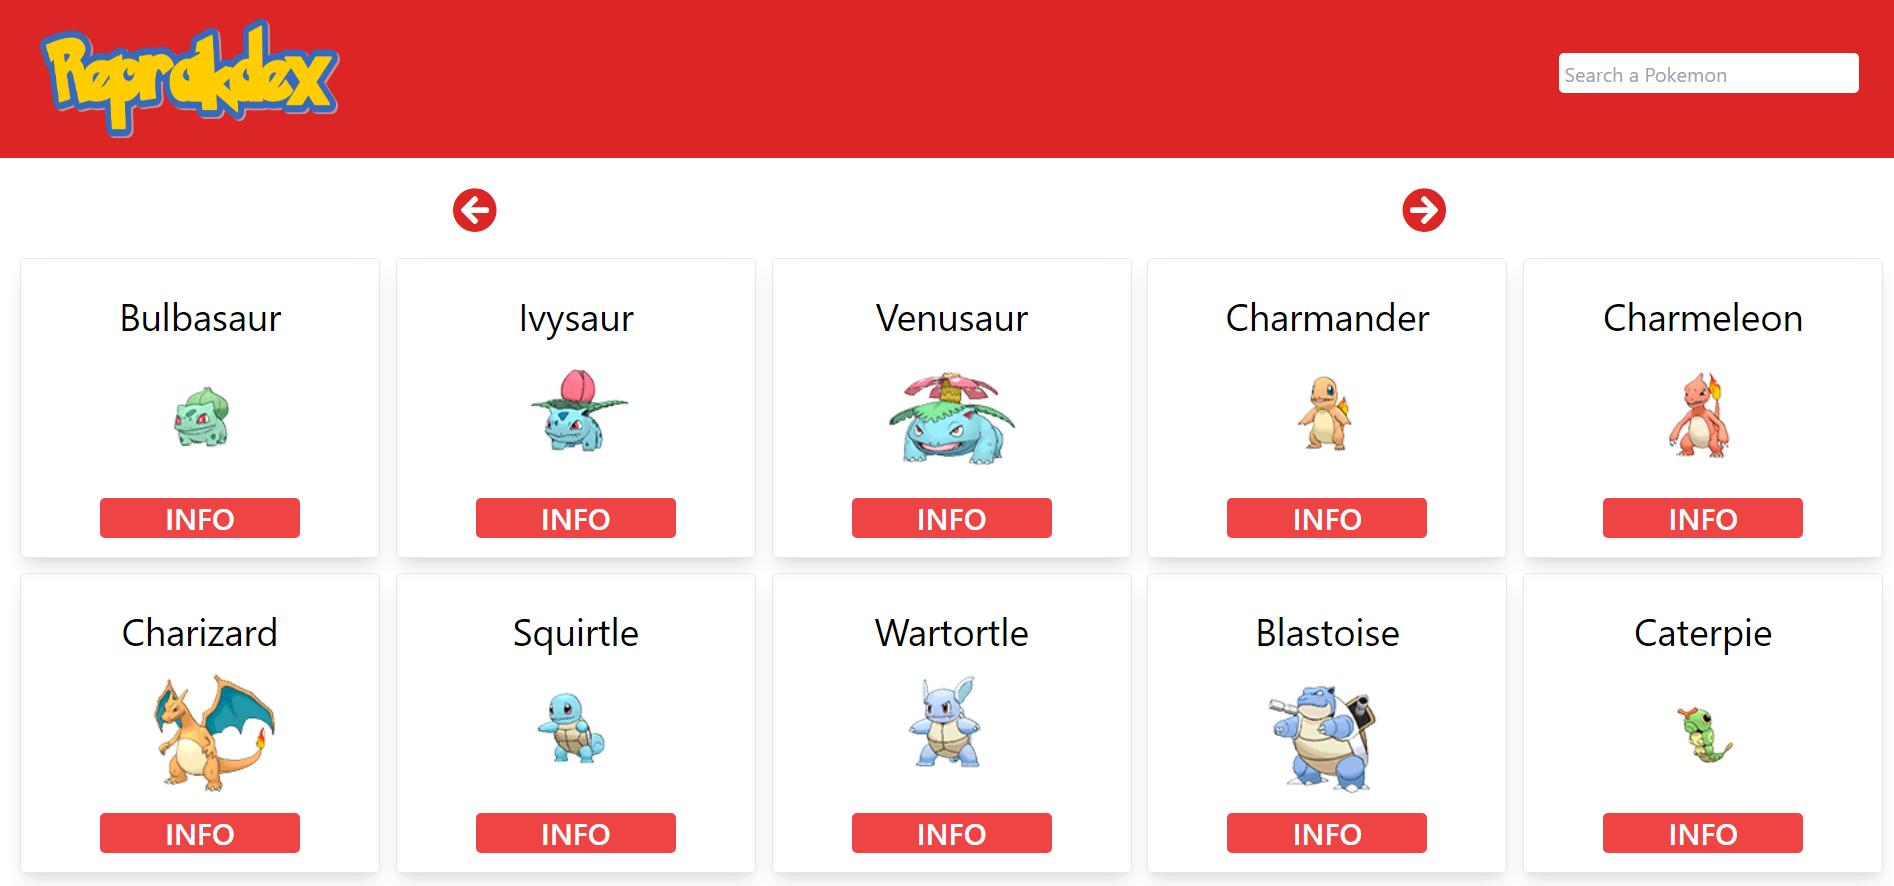 Reprakdex
Search a Pokemon
Bulbasaur
Ivysaur
Venusaur
Charmander
Charmeleon
INFO
INFO
INFO
INFO
INFO
Charizard
Squirtle
Wartortle
Blastoise
Caterpie
INFO
INFO
INFO
INFO
INFO